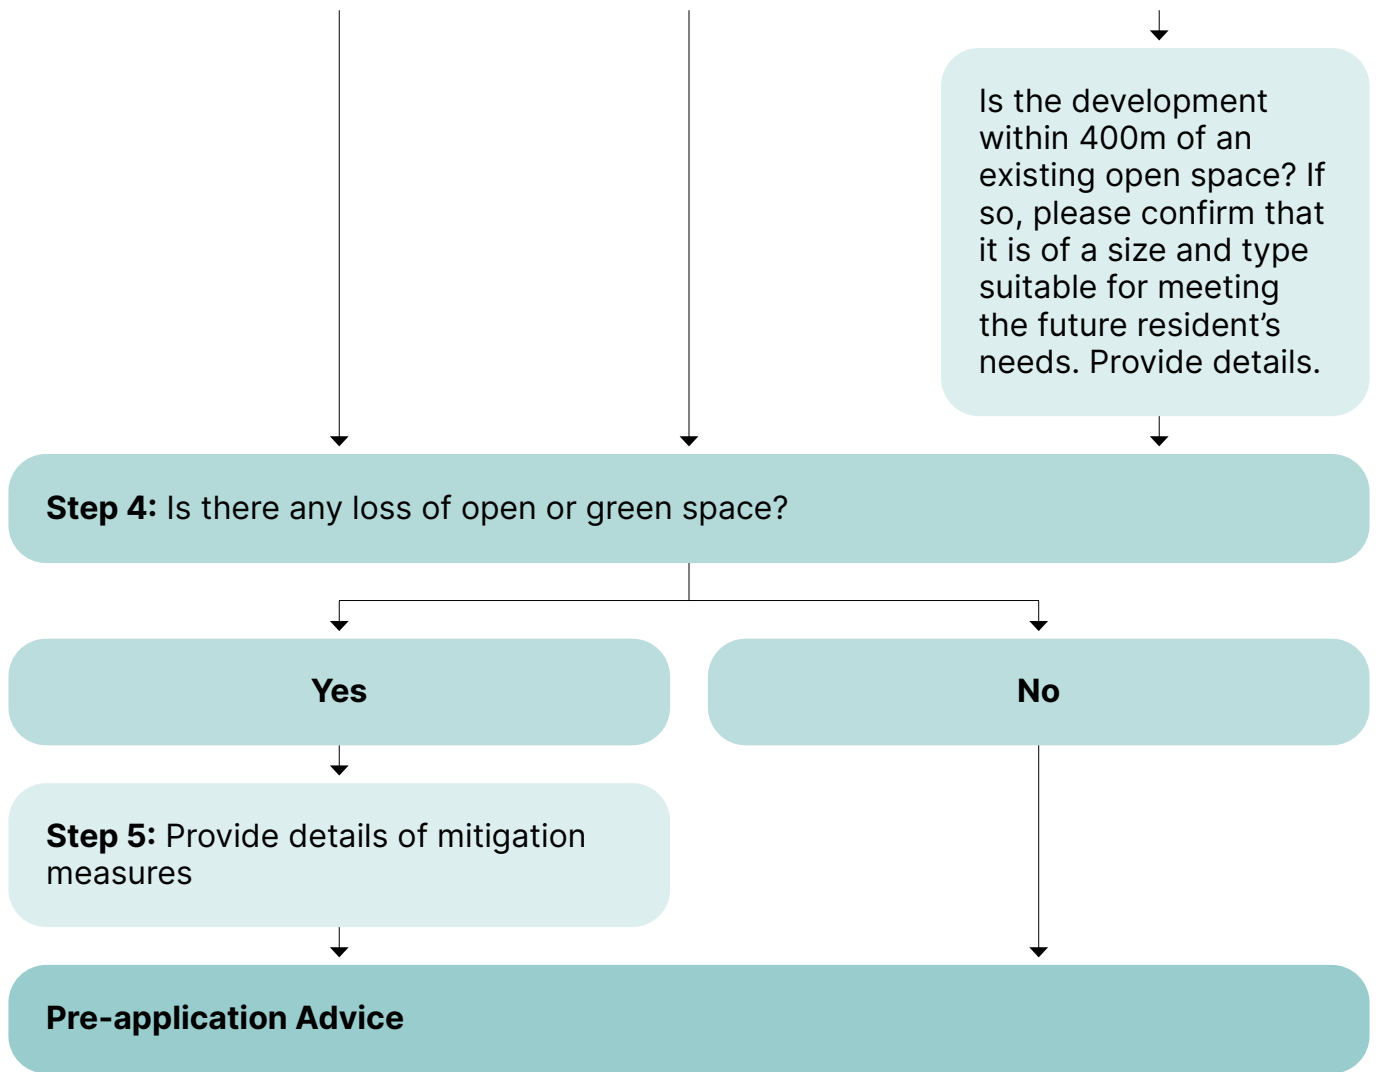 Is the development
within 400m of an
existing open space? If
so, please confirm that
it is of a size and type
suitable for meeting
the future resident’s
needs. Provide details.
Step 4: Is there any loss of open or green space?
Yes
No
Step 5: Provide details of mitigation
measures
Pre-application Advice